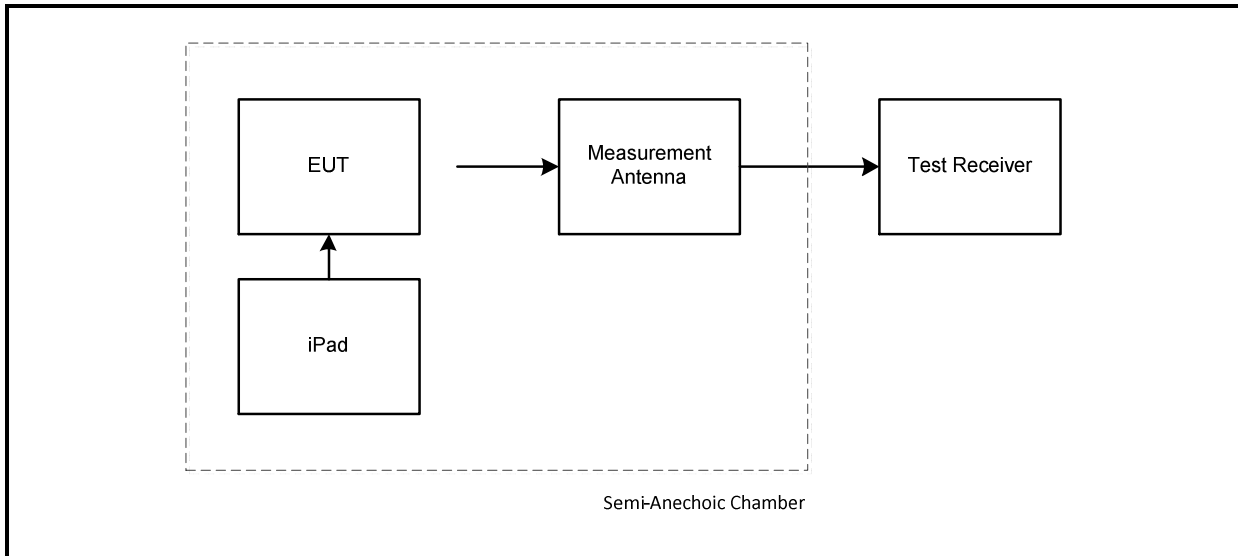 EUT
Measurement
Antenna
Test Receiver
iPad
Semi-Anechoic Chamber